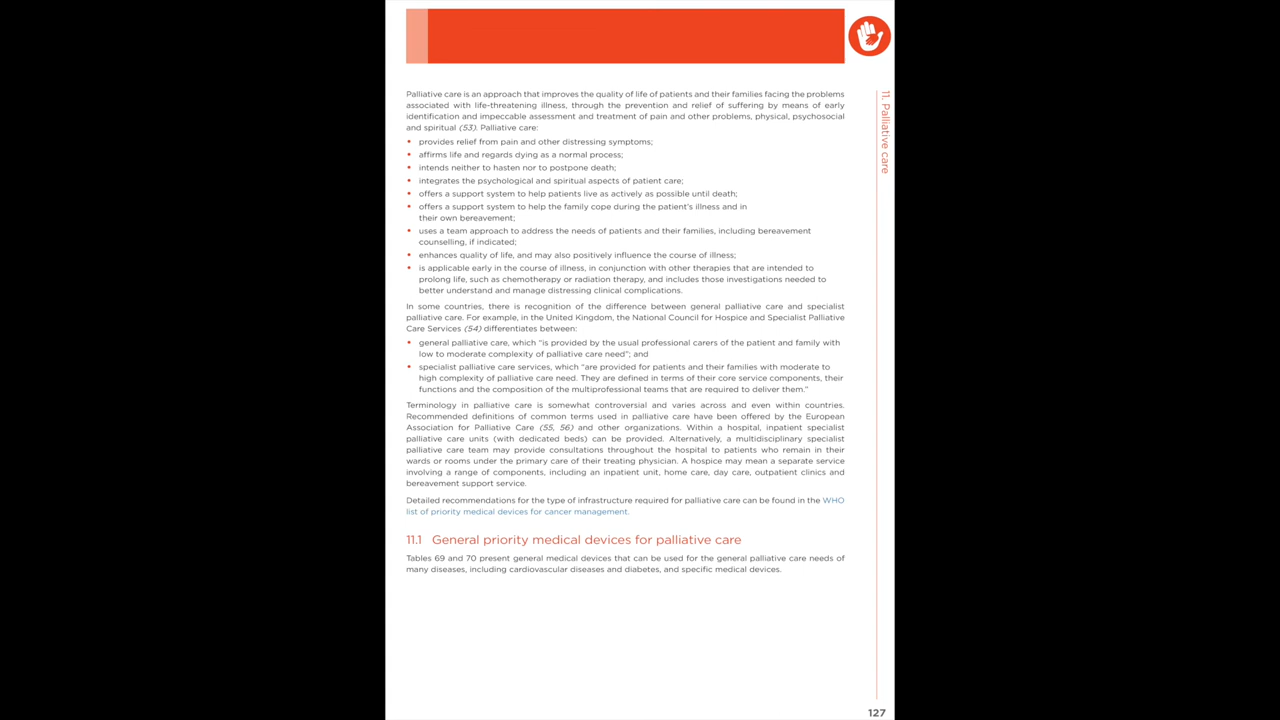 Palliative care is an approach that improves the quality of life of patients and their families facing the problems
associated with life-threatening illness, through the prevention and relief of suffering by means of early
identification and impeccable assessment and treatment of pain and other problems, physical, psychosocial
and spiritual (53). Palliative care:
• provides relief from pain and other distressing symptoms;
• affirms life and regards dying as a normal process;
• intends neither to hasten nor to postpone death;
• integrates the psychological and spiritual aspects of patient care;
• offers a support system to help patients live as actively as possible until death;
• offers a support system to help the family cope during the patient's illness and in
their own bereavement;
• uses a team approach to address the needs of patients and their families, including bereavement
counselling, if indicated;
• enhances quality of life, and may also positively influence the course of illness;
• is applicable early in the course of illness, in conjunction with other therapies that are intended to
prolong life, such as chemotherapy or radiation therapy, and includes those investigations needed to
better understand and manage distressing clinical complications.
In some countries, there is recognition of the difference between general palliative care and specialist
palliative care. For example, in the United Kingdom, the National Council for Hospice and Specialist Palliative
Care Services (54) differentiates between:
• general palliative care, which “is provided by the usual professional carers of the patient and family with
low to moderate complexity of palliative care need”; and
• specialist palliative care services, which “are provided for patients and their families with moderate to
high complexity of palliative care need. They are defined in terms of their core service components, their
functions and the composition of the multiprofessional teams that are required to deliver them.”
Terminology in palliative care is somewhat controversial and varies across and even within countries.
Recommended definitions of common terms used in palliative care have been offered by the European
Association for Palliative Care (55, 56) and other organizations. Within a hospital, inpatient specialist
palliative care units (with dedicated beds) can be provided. Alternatively, a multidisciplinary specialist
palliative care team may provide consultations throughout the hospital to patients who remain in their
wards or rooms under the primary care of their treating physician. A hospice may mean a separate service
involving a range of components, including an inpatient unit, home care, day care, outpatient clinics and
bereavement support service.
Detailed recommendations for the type of infrastructure required for palliative care can be found in the WHO
list of priority medical devices for cancer management.
11.1 General priority medical devices for palliative care
Tables 69 and 70 present general medical devices that can be used for the general palliative care needs of
many diseases, including cardiovascular diseases and diabetes, and specific medical devices.
11. Palliative care
127